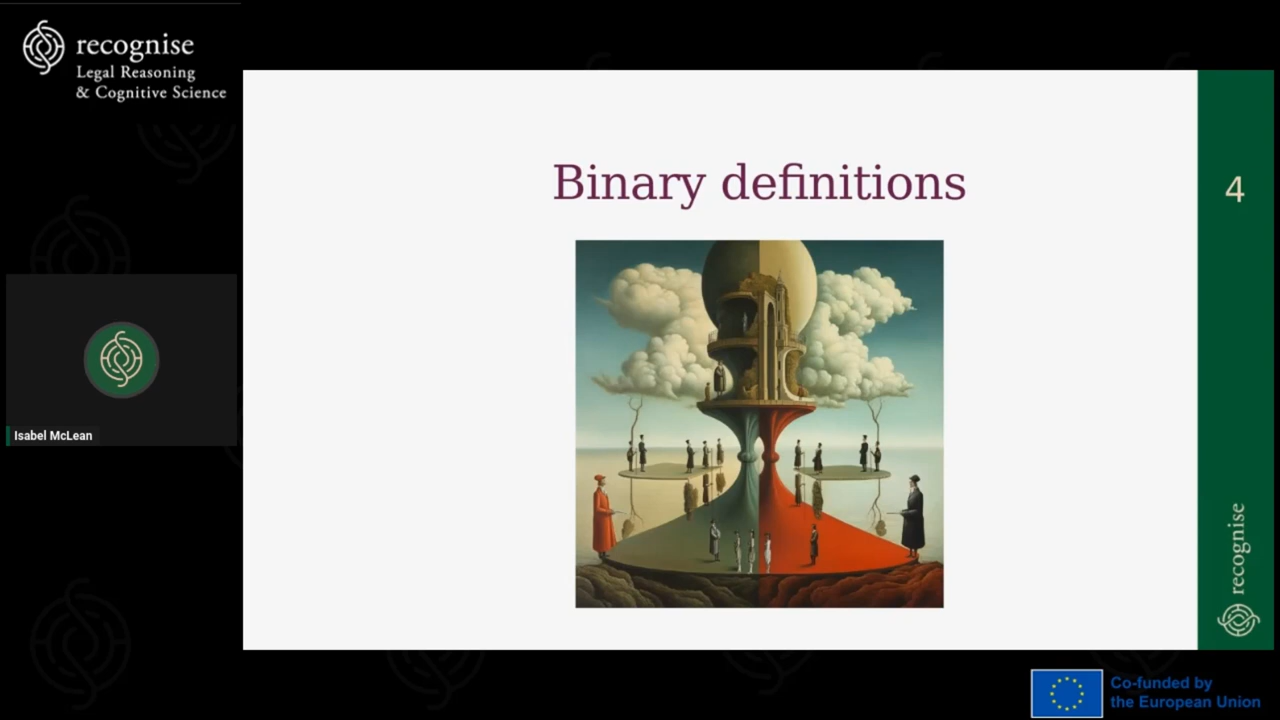 recognise
Legal Reasoning
& Cognitive Science
Binary definitions
4
Isabel McLean
recognise
Co-funded by
the European Union